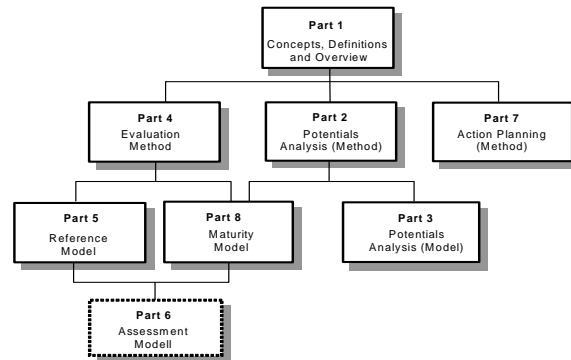 Part 1
Concepts, Definitions
and Overview
Part 4
Evaluation
Method
Part 2
Potentials
Analysis (Method)
Part 7
Action Planning
(Method)
Part 5
Reference
Model
Part 8
Maturity
Model
Part 3
Potentials
Analysis (Model)
Part 6
Assessment
Modell